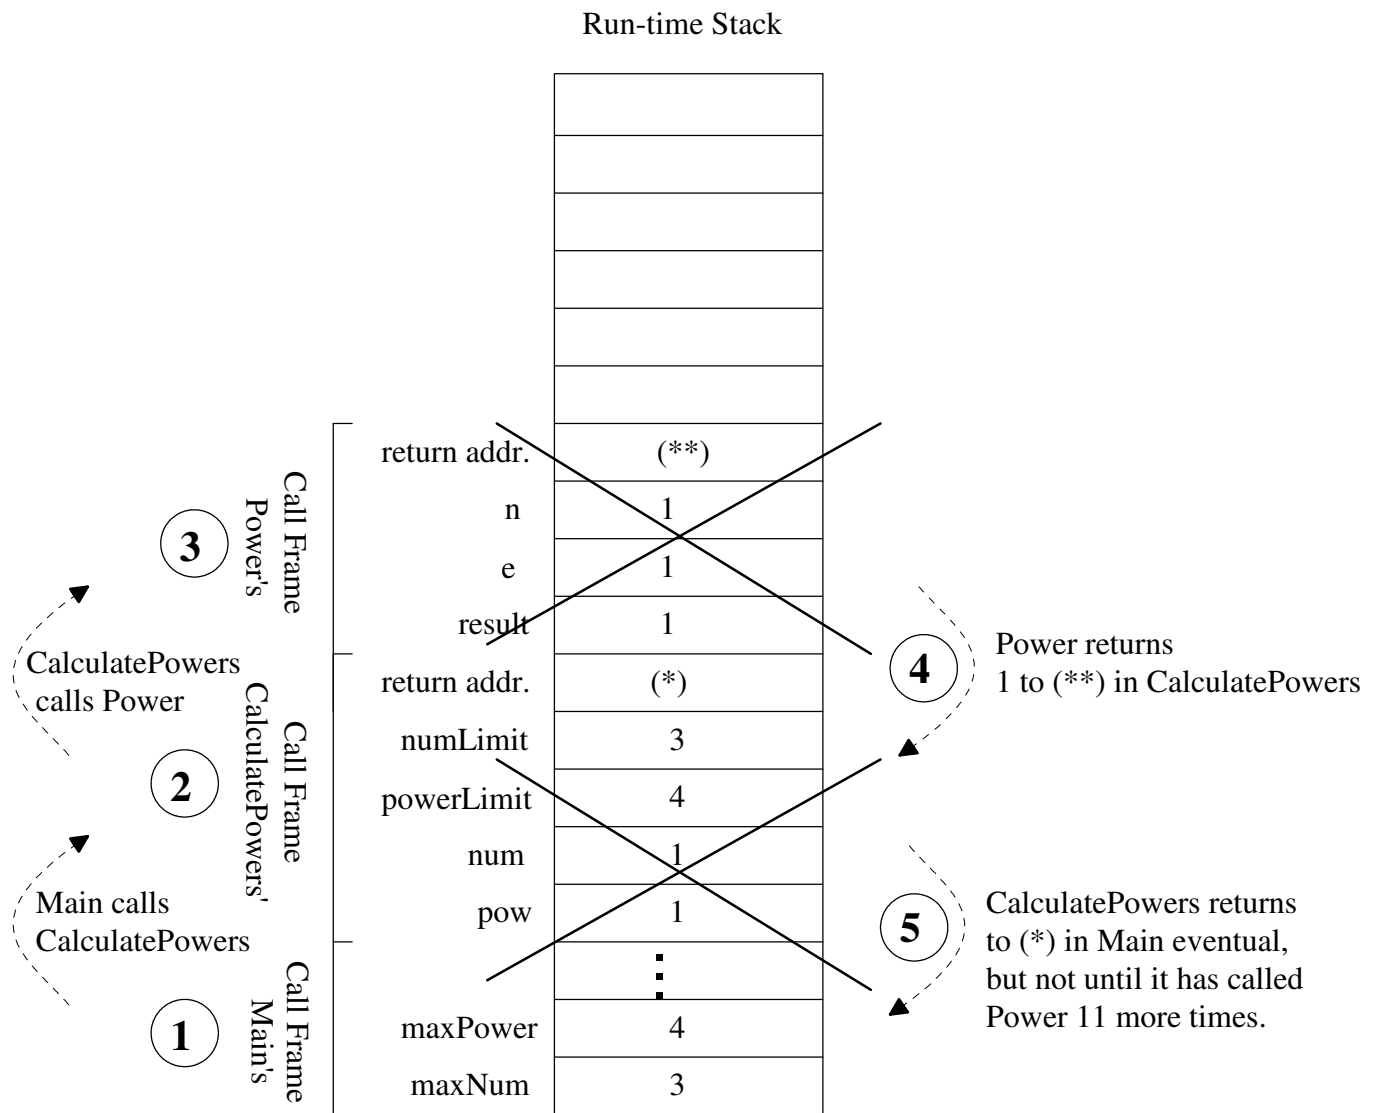 Run-time Stack
return addr. (**)
n 1
e 1
result 1
return addr. (*)
numLimit 3
powerLimit 4
num 1
pow 1
maxPower 4
maxNum 3
3
Power's
Call Frame
CalculatePowers
calls Power
2
CalculatePowers'
Call Frame
Main calls
CalculatePowers
1
Main's
Call Frame
4
Power returns
1 to (**) in CalculatePowers
5
CalculatePowers returns
to (*) in Main eventual,
but not until it has called
Power 11 more times.